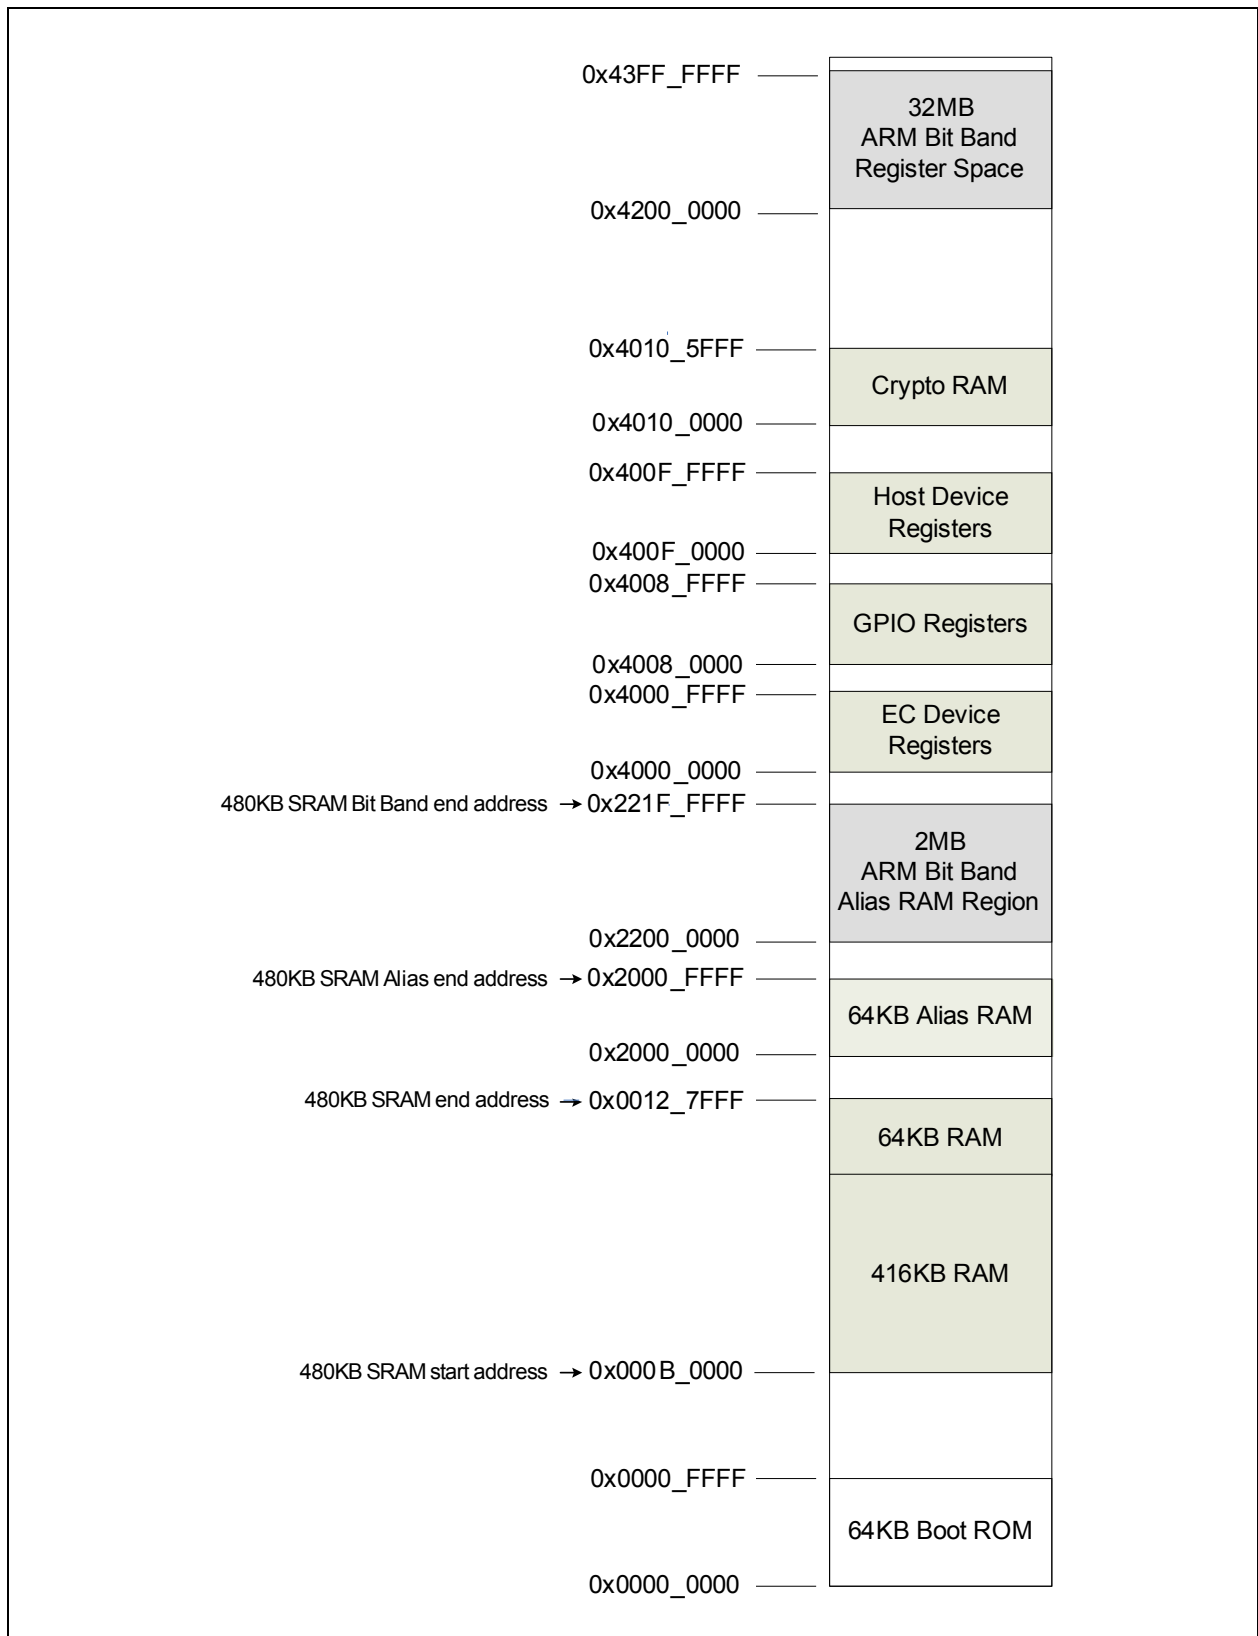 0x43FF_FFFF
32MB
ARM Bit Band
Register Space
0x4200_0000
0x4010_5FFF
Crypto RAM
0x4010_0000
0x400F_FFFF
Host Device
Registers
0x400F_0000
0x4008_FFFF
GPIO Registers
0x4008_0000
0x4000_FFFF
EC Device
Registers
0x4000_0000
480KB SRAM Bit Band end address → 0x221F_FFFF
2MB
ARM Bit Band
Alias RAM Region
0x2200_0000
480KB SRAM Alias end address → 0x2000_FFFF
64KB Alias RAM
0x2000_0000
480KB SRAM end address → 0x0012_7FFF
64KB RAM
416KB RAM
480KB SRAM start address → 0x000B_0000
0x0000_FFFF
64KB Boot ROM
0x0000_0000